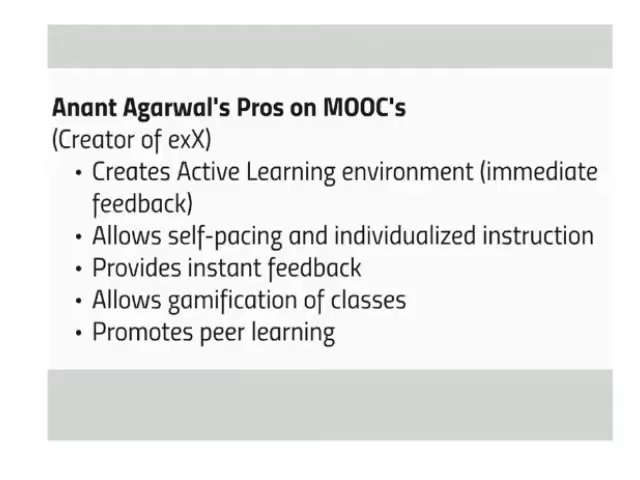 Anant Agarwal's Pros on MOOC's
(Creator of exX)
• Creates Active Learning environment (immediate
feedback)
• Allows self-pacing and individualized instruction
• Provides instant feedback
• Allows gamification of classes
• Promotes peer learning